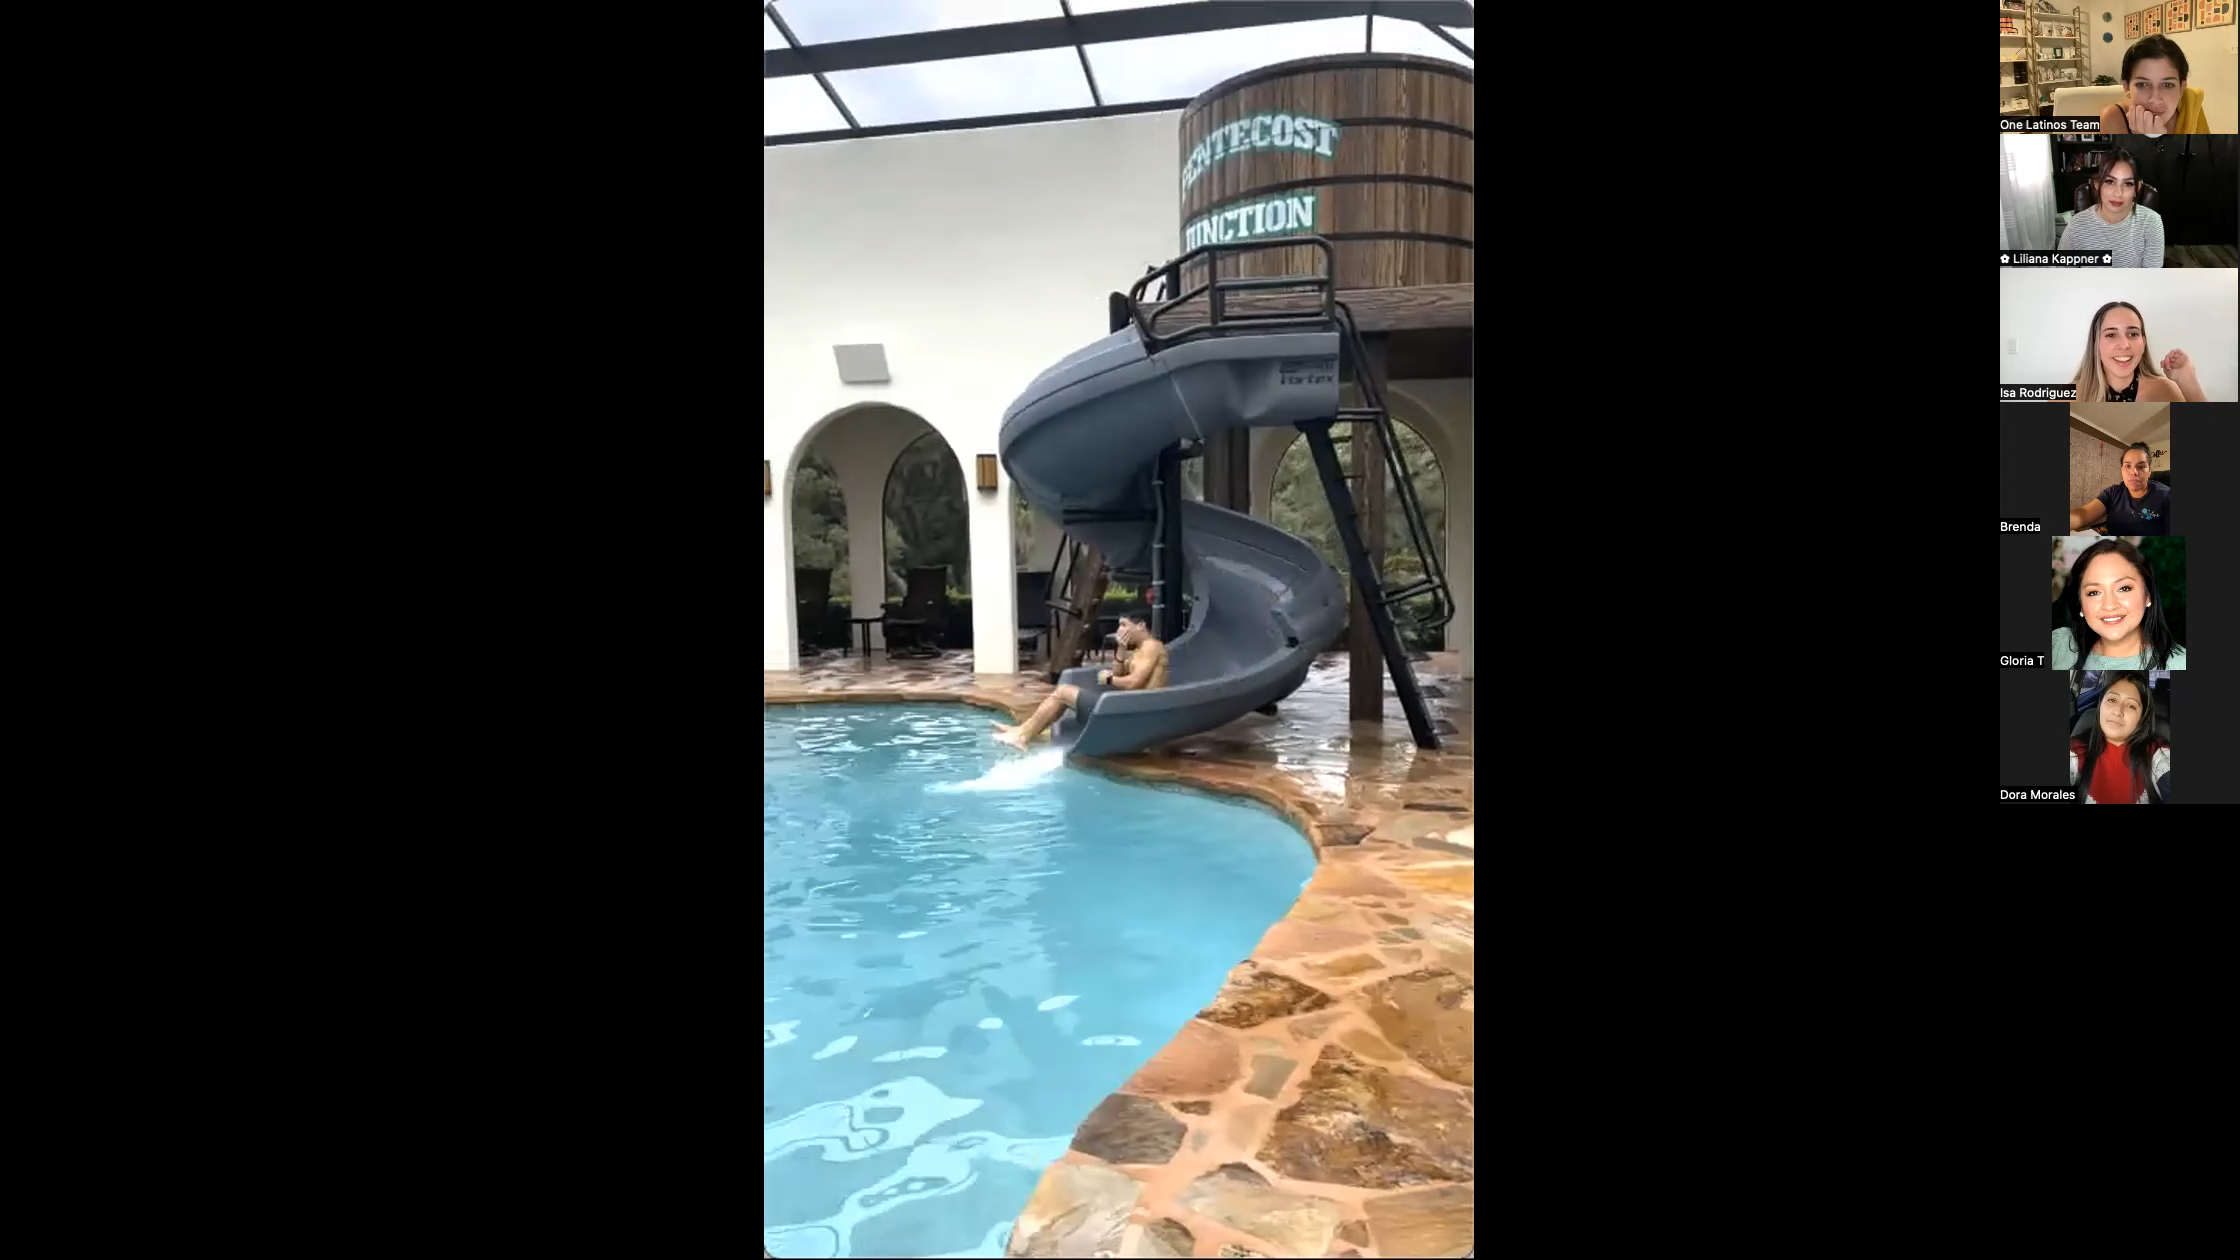 PENTECOST
JUNCTION
Vortex
One Latinos Team
✿ Liliana Kappner ✿
Isa Rodriguez
Brenda
Gloria T
Dora Morales